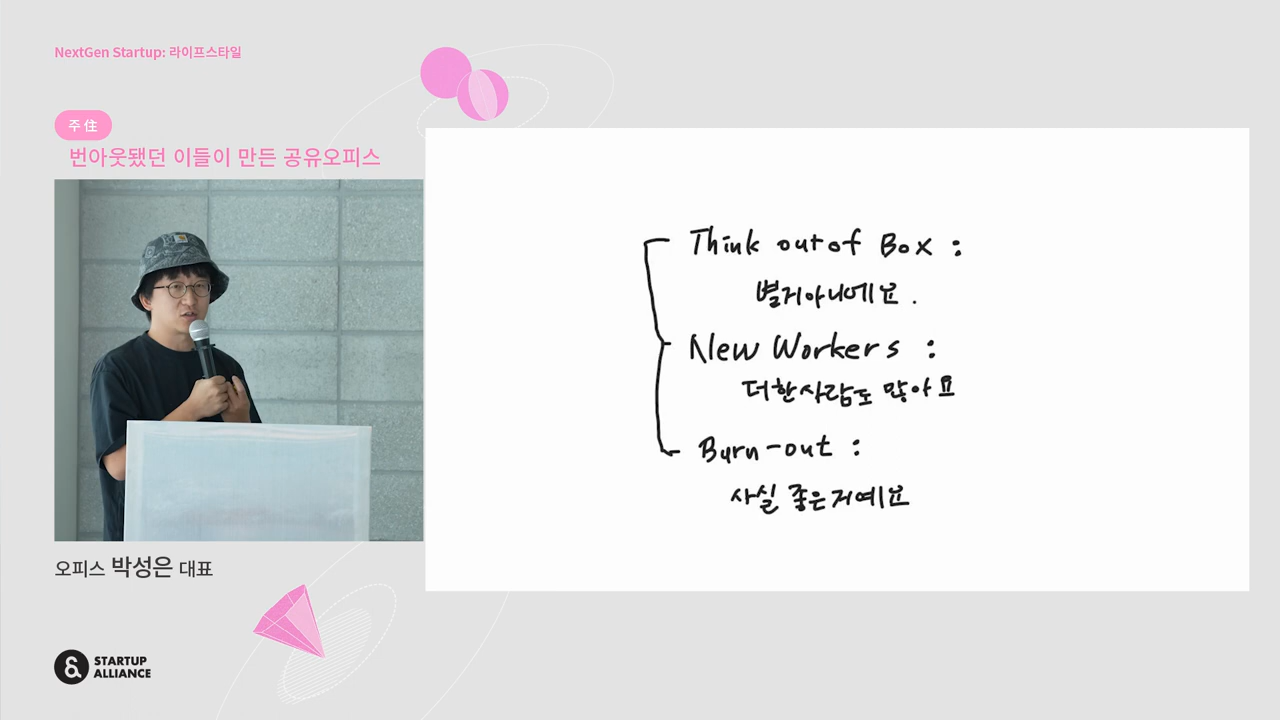 NextGen Startup: 라이프스타일
주 住
번아웃됐던 이들이 만든 공유오피스
Think out of Box :
별거아니에요.
New Workers :
더한사람도 많아요
Burn-out :
사실 좋은거예요
오피스 박성은 대표
STARTUP
ALLIANCE